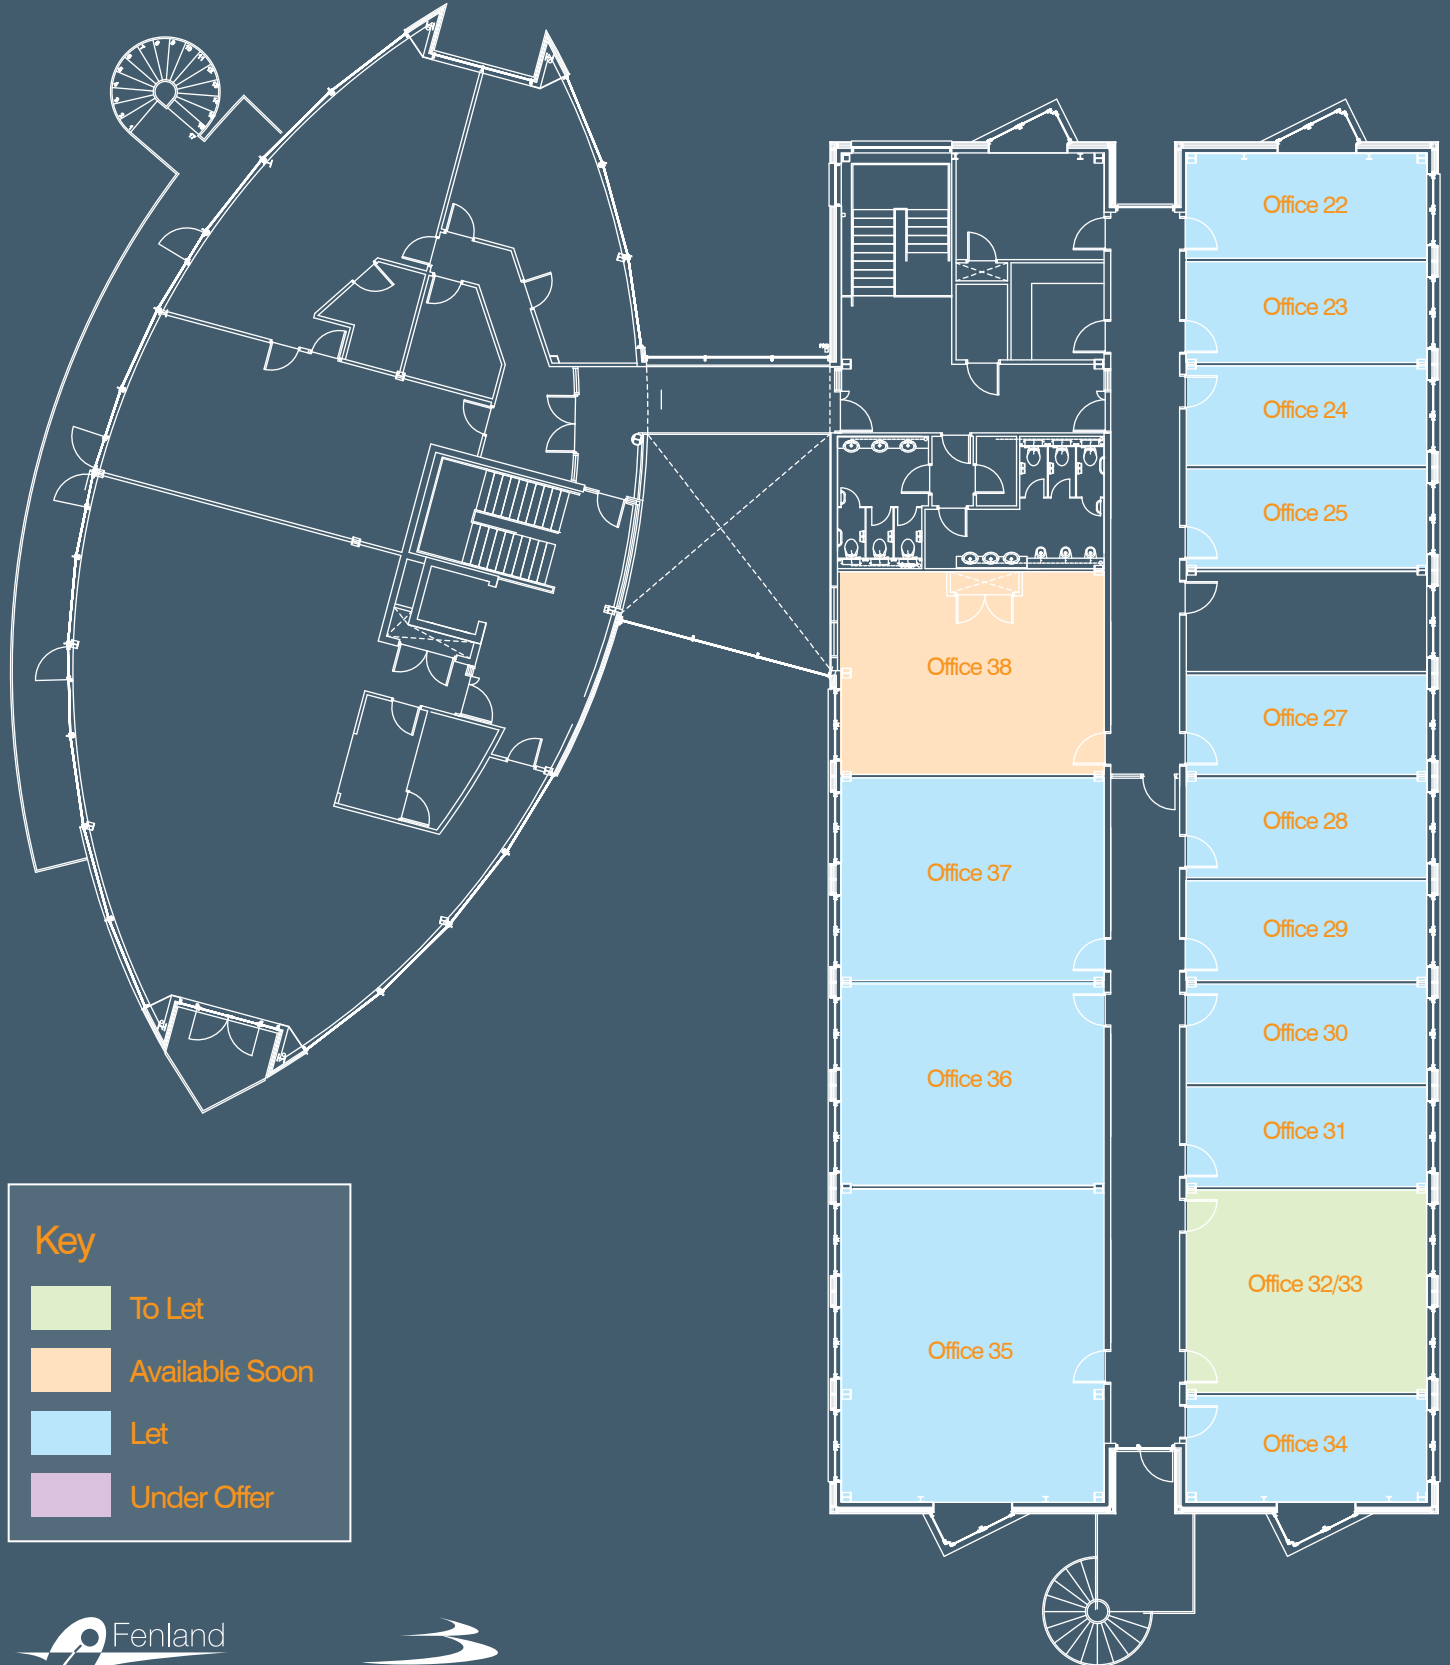 Office 22
Office 23
Office 24
Office 25
Office 38
Office 27
Office 28
Office 37
Office 29
Office 30
Office 36
Office 31
Office 32/33
Office 35
Office 34
Key
To Let
Available Soon
Let
Under Offer
Fenland